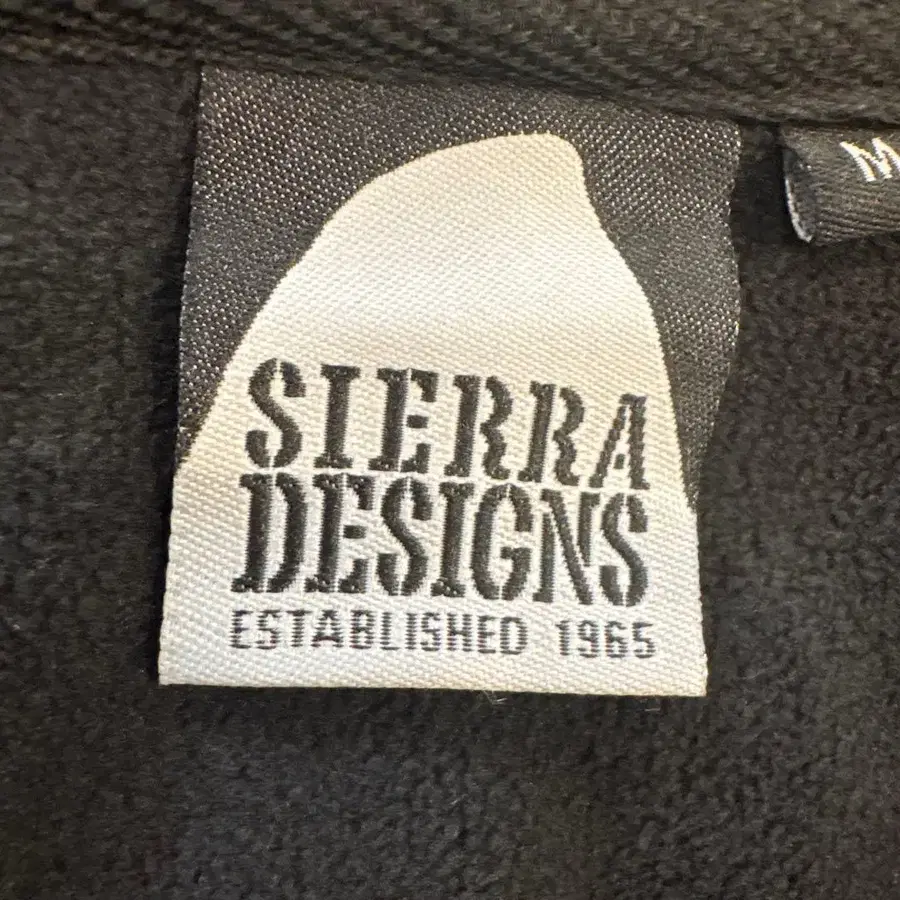 M
SIERRA
DESIGNS
ESTABLISHED 1965